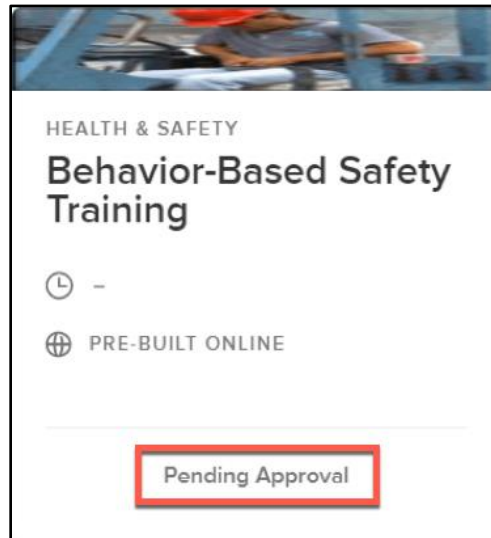 HEALTH & SAFETY
Behavior-Based Safety
Training
–
PRE-BUILT ONLINE
Pending Approval